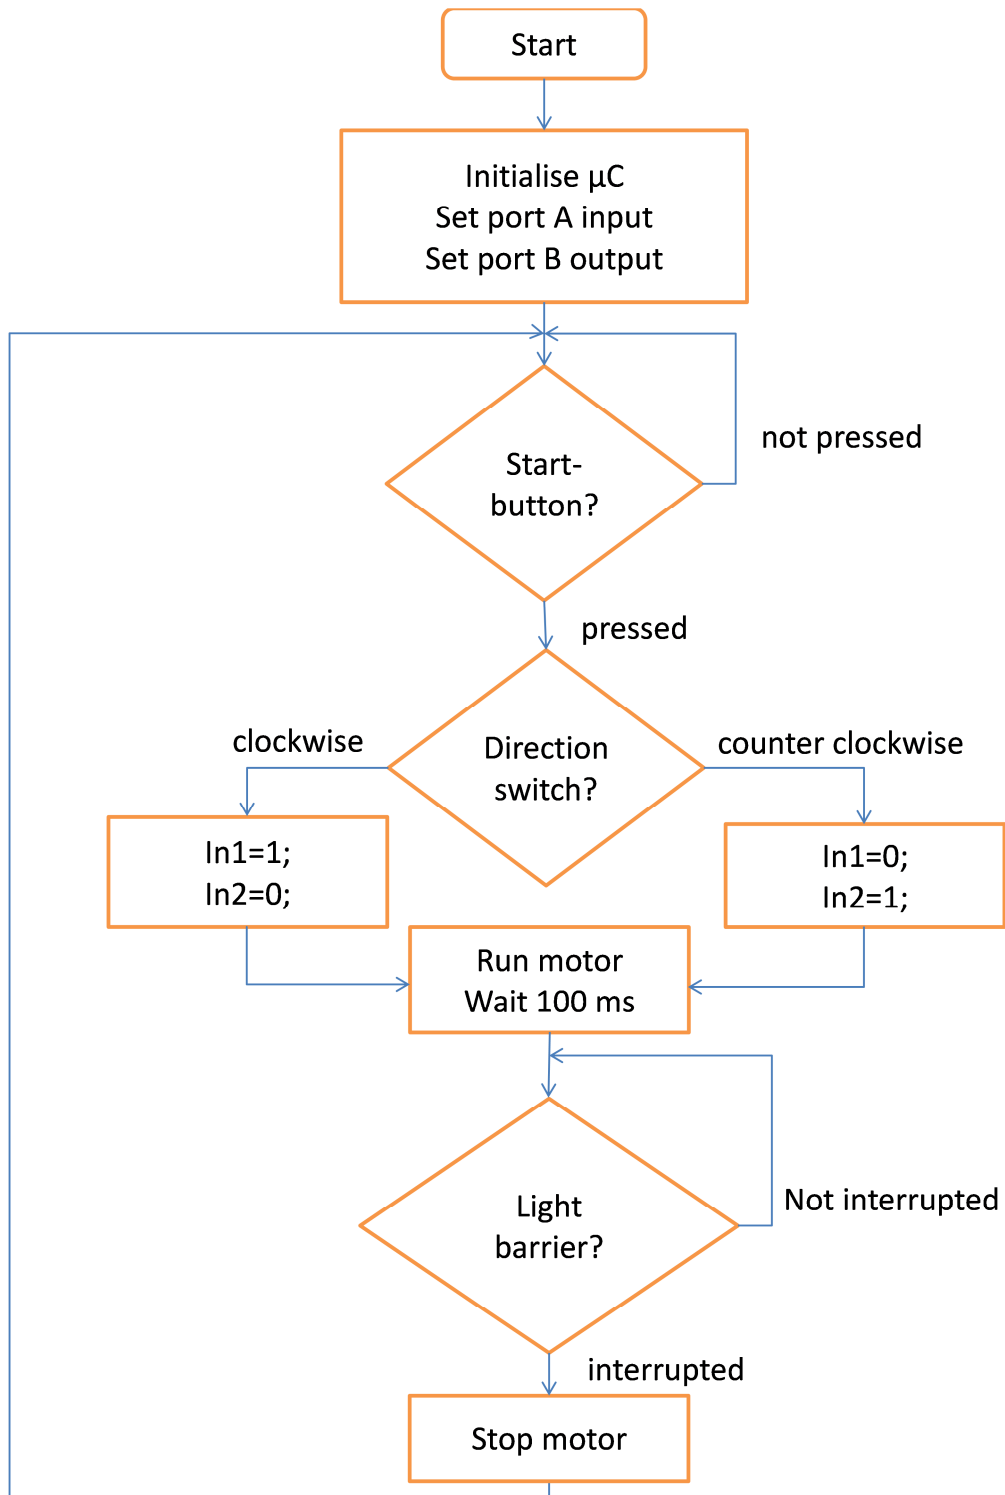 Start
Initialise µC
Set port A input
Set port B output
not pressed
Start-
button?
pressed
clockwise
Direction
switch?
counter clockwise
In1=1;
In2=0;
In1=0;
In2=1;
Run motor
Wait 100 ms
Light
barrier?
Not interrupted
interrupted
Stop motor